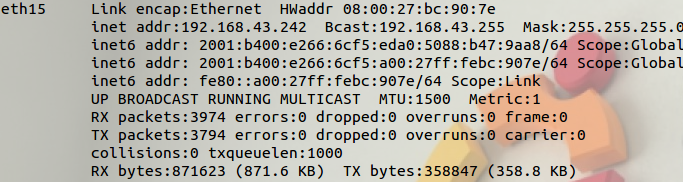 eth15 Link encap:Ethernet HWaddr 08:00:27:bc:90:7e
inet addr:192.168.43.242 Bcast:192.168.43.255 Mask:255.255.255.0
inet6 addr: 2001:b400:e266:6cf5:eda0:5088:b47:9aa8/64 Scope:Global
inet6 addr: 2001:b400:e266:6cf5:a00:27ff:febc:907e/64 Scope:Global
inet6 addr: fe80::a00:27ff:febc:907e/64 Scope:Link
UP BROADCAST RUNNING MULTICAST MTU:1500 Metric:1
RX packets:3974 errors:0 dropped:0 overruns:0 frame:0
TX packets:3794 errors:0 dropped:0 overruns:0 carrier:0
collisions:0 txqueuelen:1000
RX bytes:871623 (871.6 KB) TX bytes:358847 (358.8 KB)